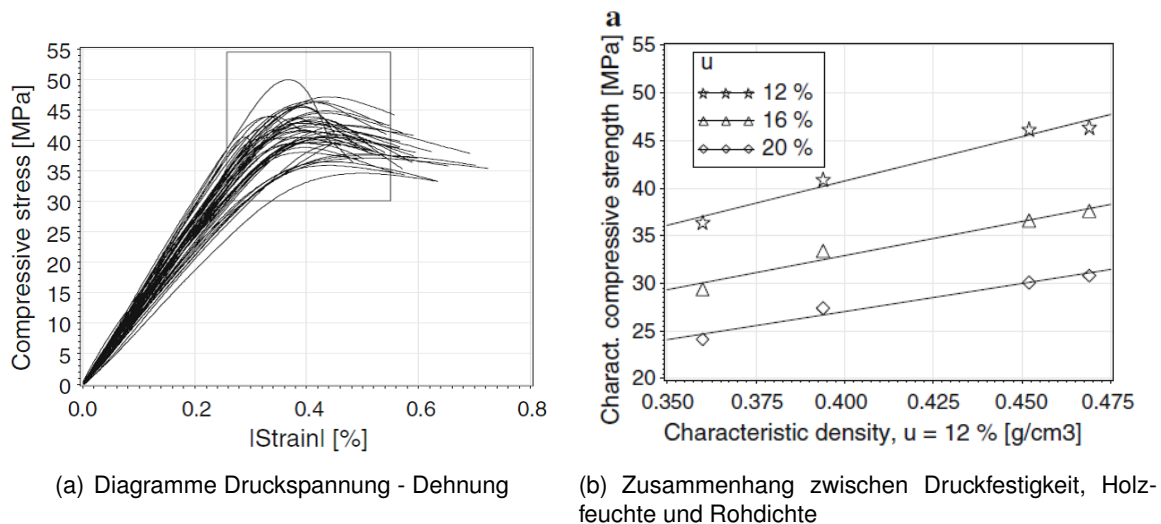 55
50
45
40
35
30
25
20
15
10
5
0
Compressive stress [MPa]
0.0 0.2 0.4 0.6 0.8
|Strain| [%]
(a) Diagramme Druckspannung - Dehnung
a
55
50
45
40
35
30
25
20
Charact. compressive strength [MPa]
u
12 %
16 %
20 %
0.350 0.375 0.400 0.425 0.450 0.475
Characteristic density, u = 12 % [g/cm3]
(b) Zusammenhang zwischen Druckfestigkeit, Holz-
feuchte und Rohdichte